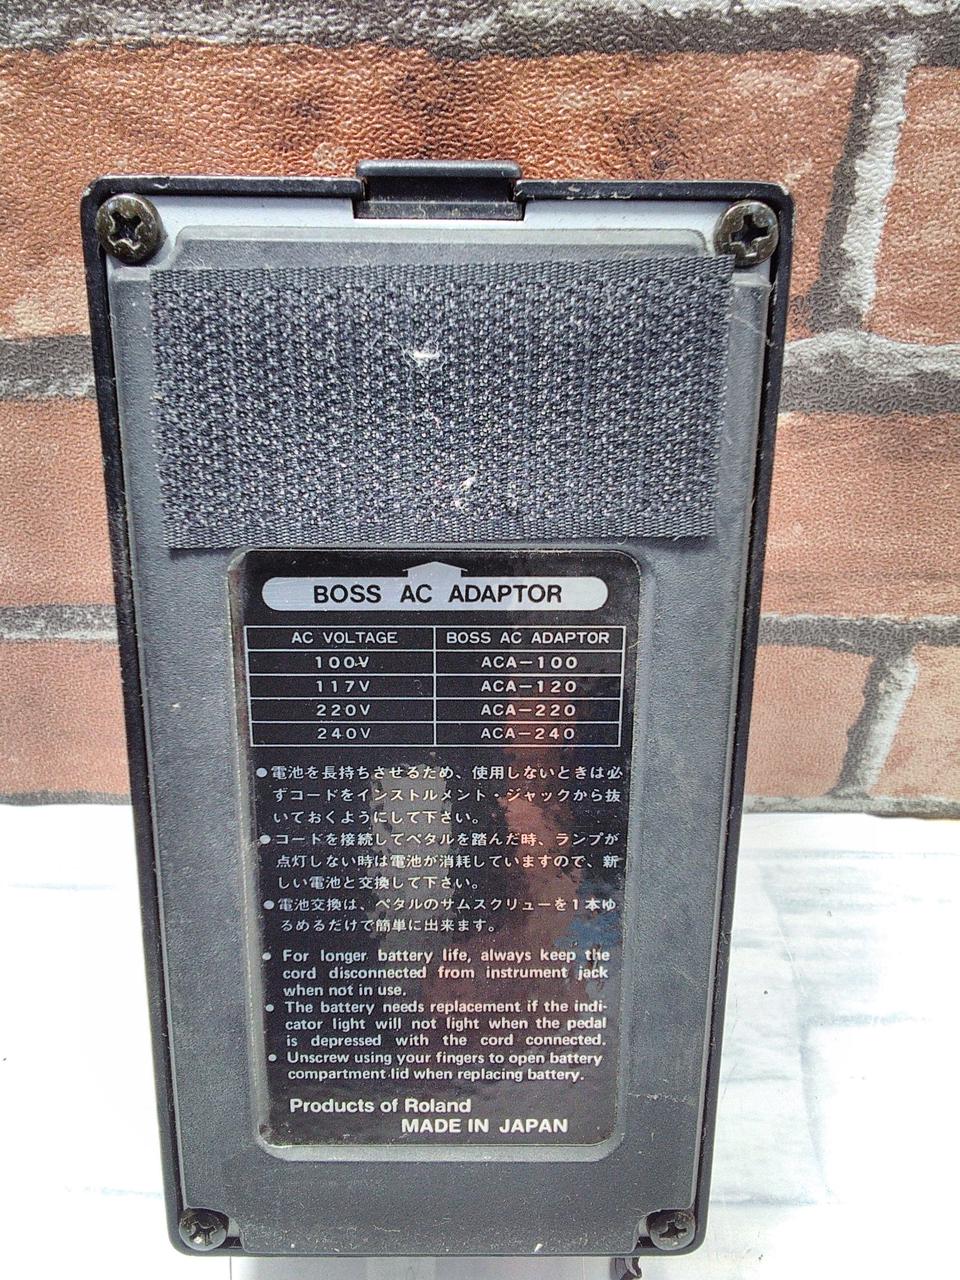 BOSS AC ADAPTOR
AC VOLTAGE BOSS AC ADAPTOR
100V ACA-100
117V ACA-120
220V ACA-220
240V ACA-240
●電池を長持ちさせるため、使用しないときは必
ずコードをインストルメント・ジャックから抜
いておくようにして下さい。
●コードを接続してペタルを踏んだ時、ランプが
点灯しない時は電池が消耗していますので、新
しい電池と交換して下さい。
●電池交換は、ペタルのサムスクリューを1本ゆ
るめるだけで簡単に出来ます。
• For longer battery life, always keep the
cord disconnected from instrument jack
when not in use.
• The battery needs replacement if the indi-
cator light will not light when the pedal
is depressed with the cord connected.
• Unscrew using your fingers to open battery
compartment lid when replacing battery.
Products of Roland
MADE IN JAPAN